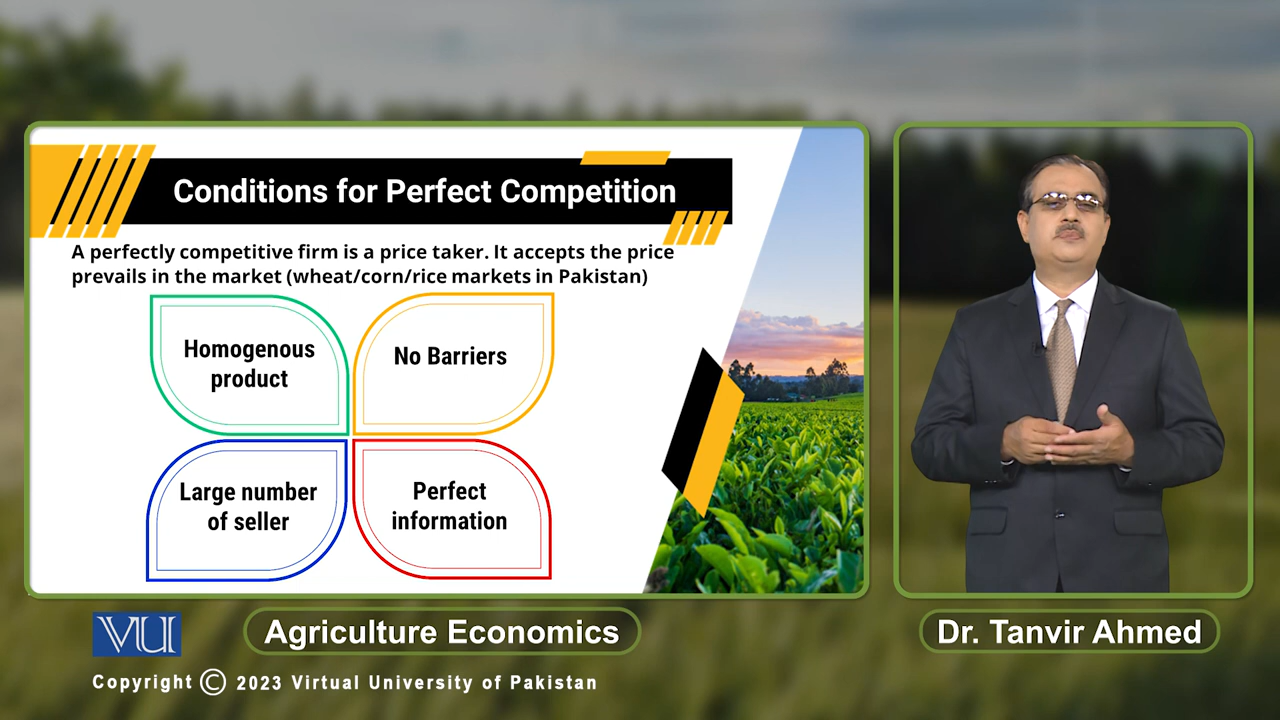 Conditions for Perfect Competition
A perfectly competitive firm is a price taker. It accepts the price
prevails in the market (wheat/corn/rice markets in Pakistan)
Homogenous
product
No Barriers
Large number
of seller
Perfect
information
VU
Agriculture Economics
Dr. Tanvir Ahmed
Copyright © 2023 Virtual University of Pakistan